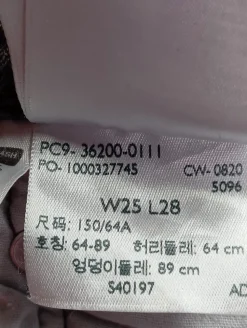 PC9- 36200-0111
PO- 1000327745 CW- 0820
5096
W25 L28
尺码: 150/64A
호칭: 64-89 허리둘레: 64 cm
엉덩이둘레: 89 cm
S40197 AD